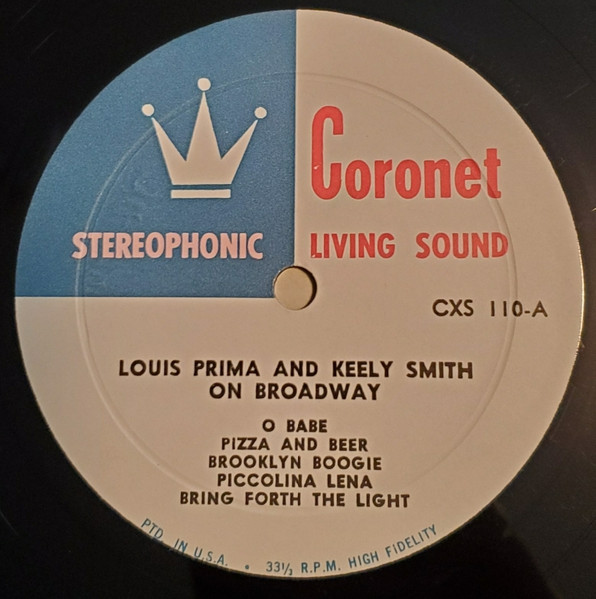 Coronet
STEREOPHONIC LIVING SOUND
CXS 110-A
LOUIS PRIMA AND KEELY SMITH
ON BROADWAY
O BABE
PIZZA AND BEER
BROOKLYN BOOGIE
PICCOLINA LENA
BRING FORTH THE LIGHT
PTD. IN U.S.A. • 33⅓ R.P.M. HIGH FIDELITY